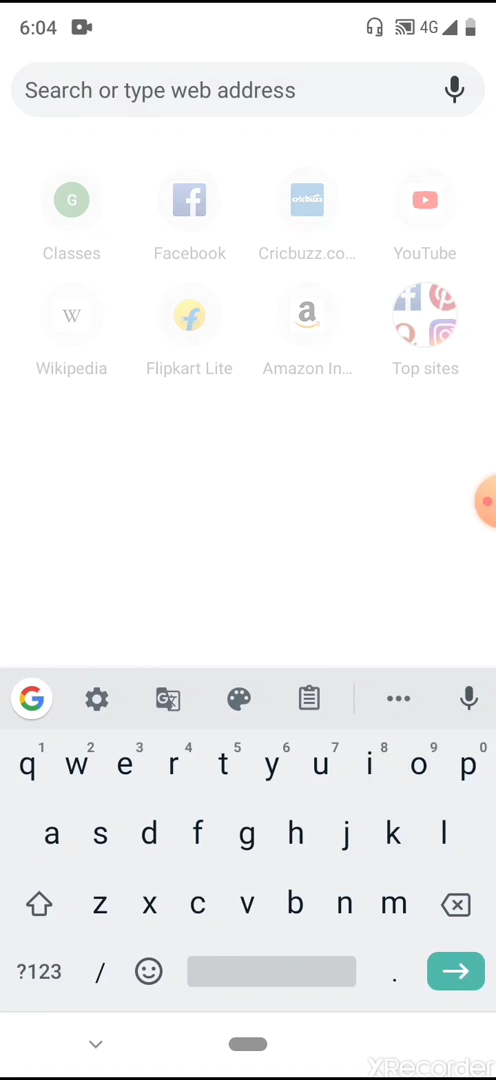 6:04 4G
Search or type web address
G cricbuzz
Classes Facebook Cricbuzz.co... YouTube
W a
Wikipedia Flipkart Lite Amazon In... Top sites
G
1 2 3 4 5 6 7 8 9 0
q w e r t y u i o p
a s d f g h j k l
z x c v b n m
?123 / .
XRecorder